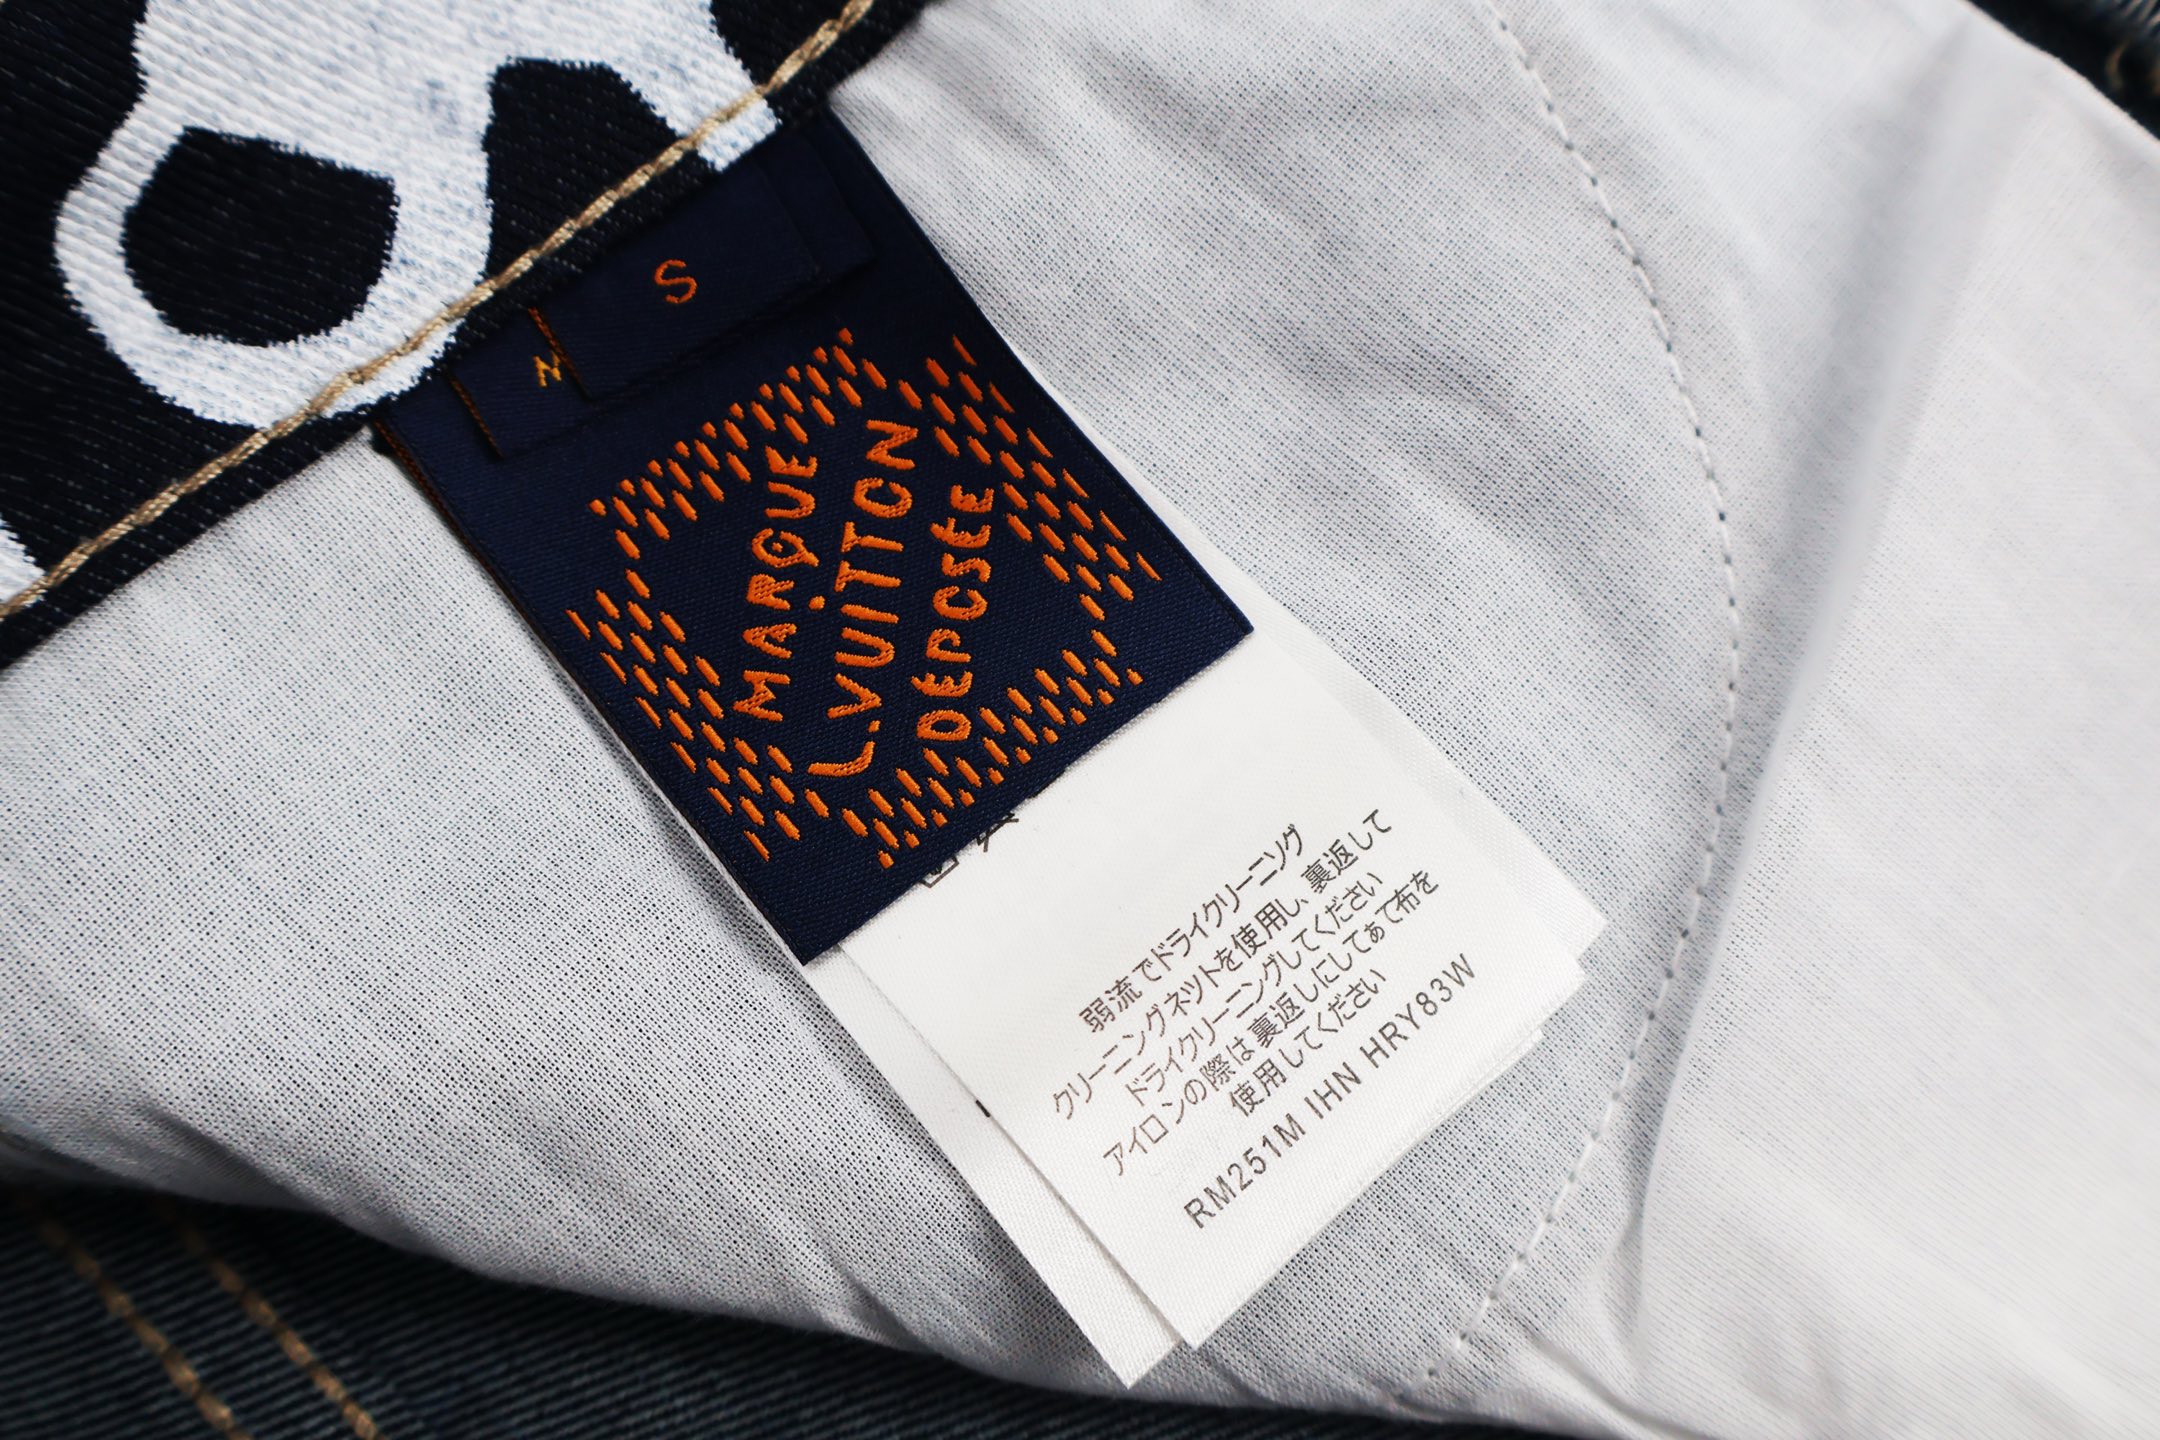 S
M
MARQUE
L.VUITTON
DEPOSTE
弱流でドライクリーニング
クリーニングネットを使用し、裏返して
ドライクリーニングしてください
アイロンの際は裏返しにしてぁて布を
使用してください
RM251M IHN HRY83W